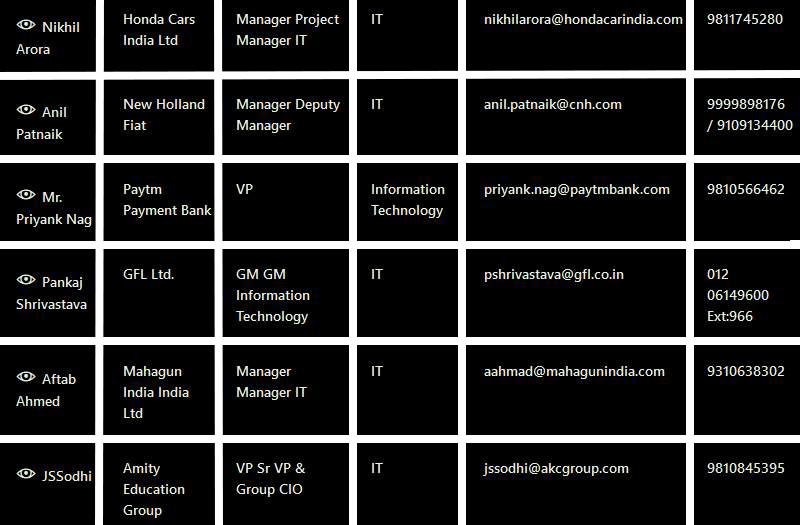 Nikhil Arora
Honda Cars India Ltd
Manager Project Manager IT
IT
nikhilarora@hondacarindia.com
9811745280
Anil Patnaik
New Holland Fiat
Manager Deputy Manager
IT
anil.patnaik@cnh.com
9999898176 / 9109134400
Mr. Priyank Nag
Paytm Payment Bank
VP
Information Technology
priyank.nag@paytmbank.com
9810566462
Pankaj Shrivastava
GFL Ltd.
GM GM Information Technology
IT
pshrivastava@gfl.co.in
012 06149600 Ext:966
Aftab Ahmed
Mahagun India India Ltd
Manager Manager IT
IT
aahmad@mahagunindia.com
9310638302
JSSodhi
Amity Education Group
VP Sr VP & Group CIO
IT
jssodhi@akcgroup.com
9810845395